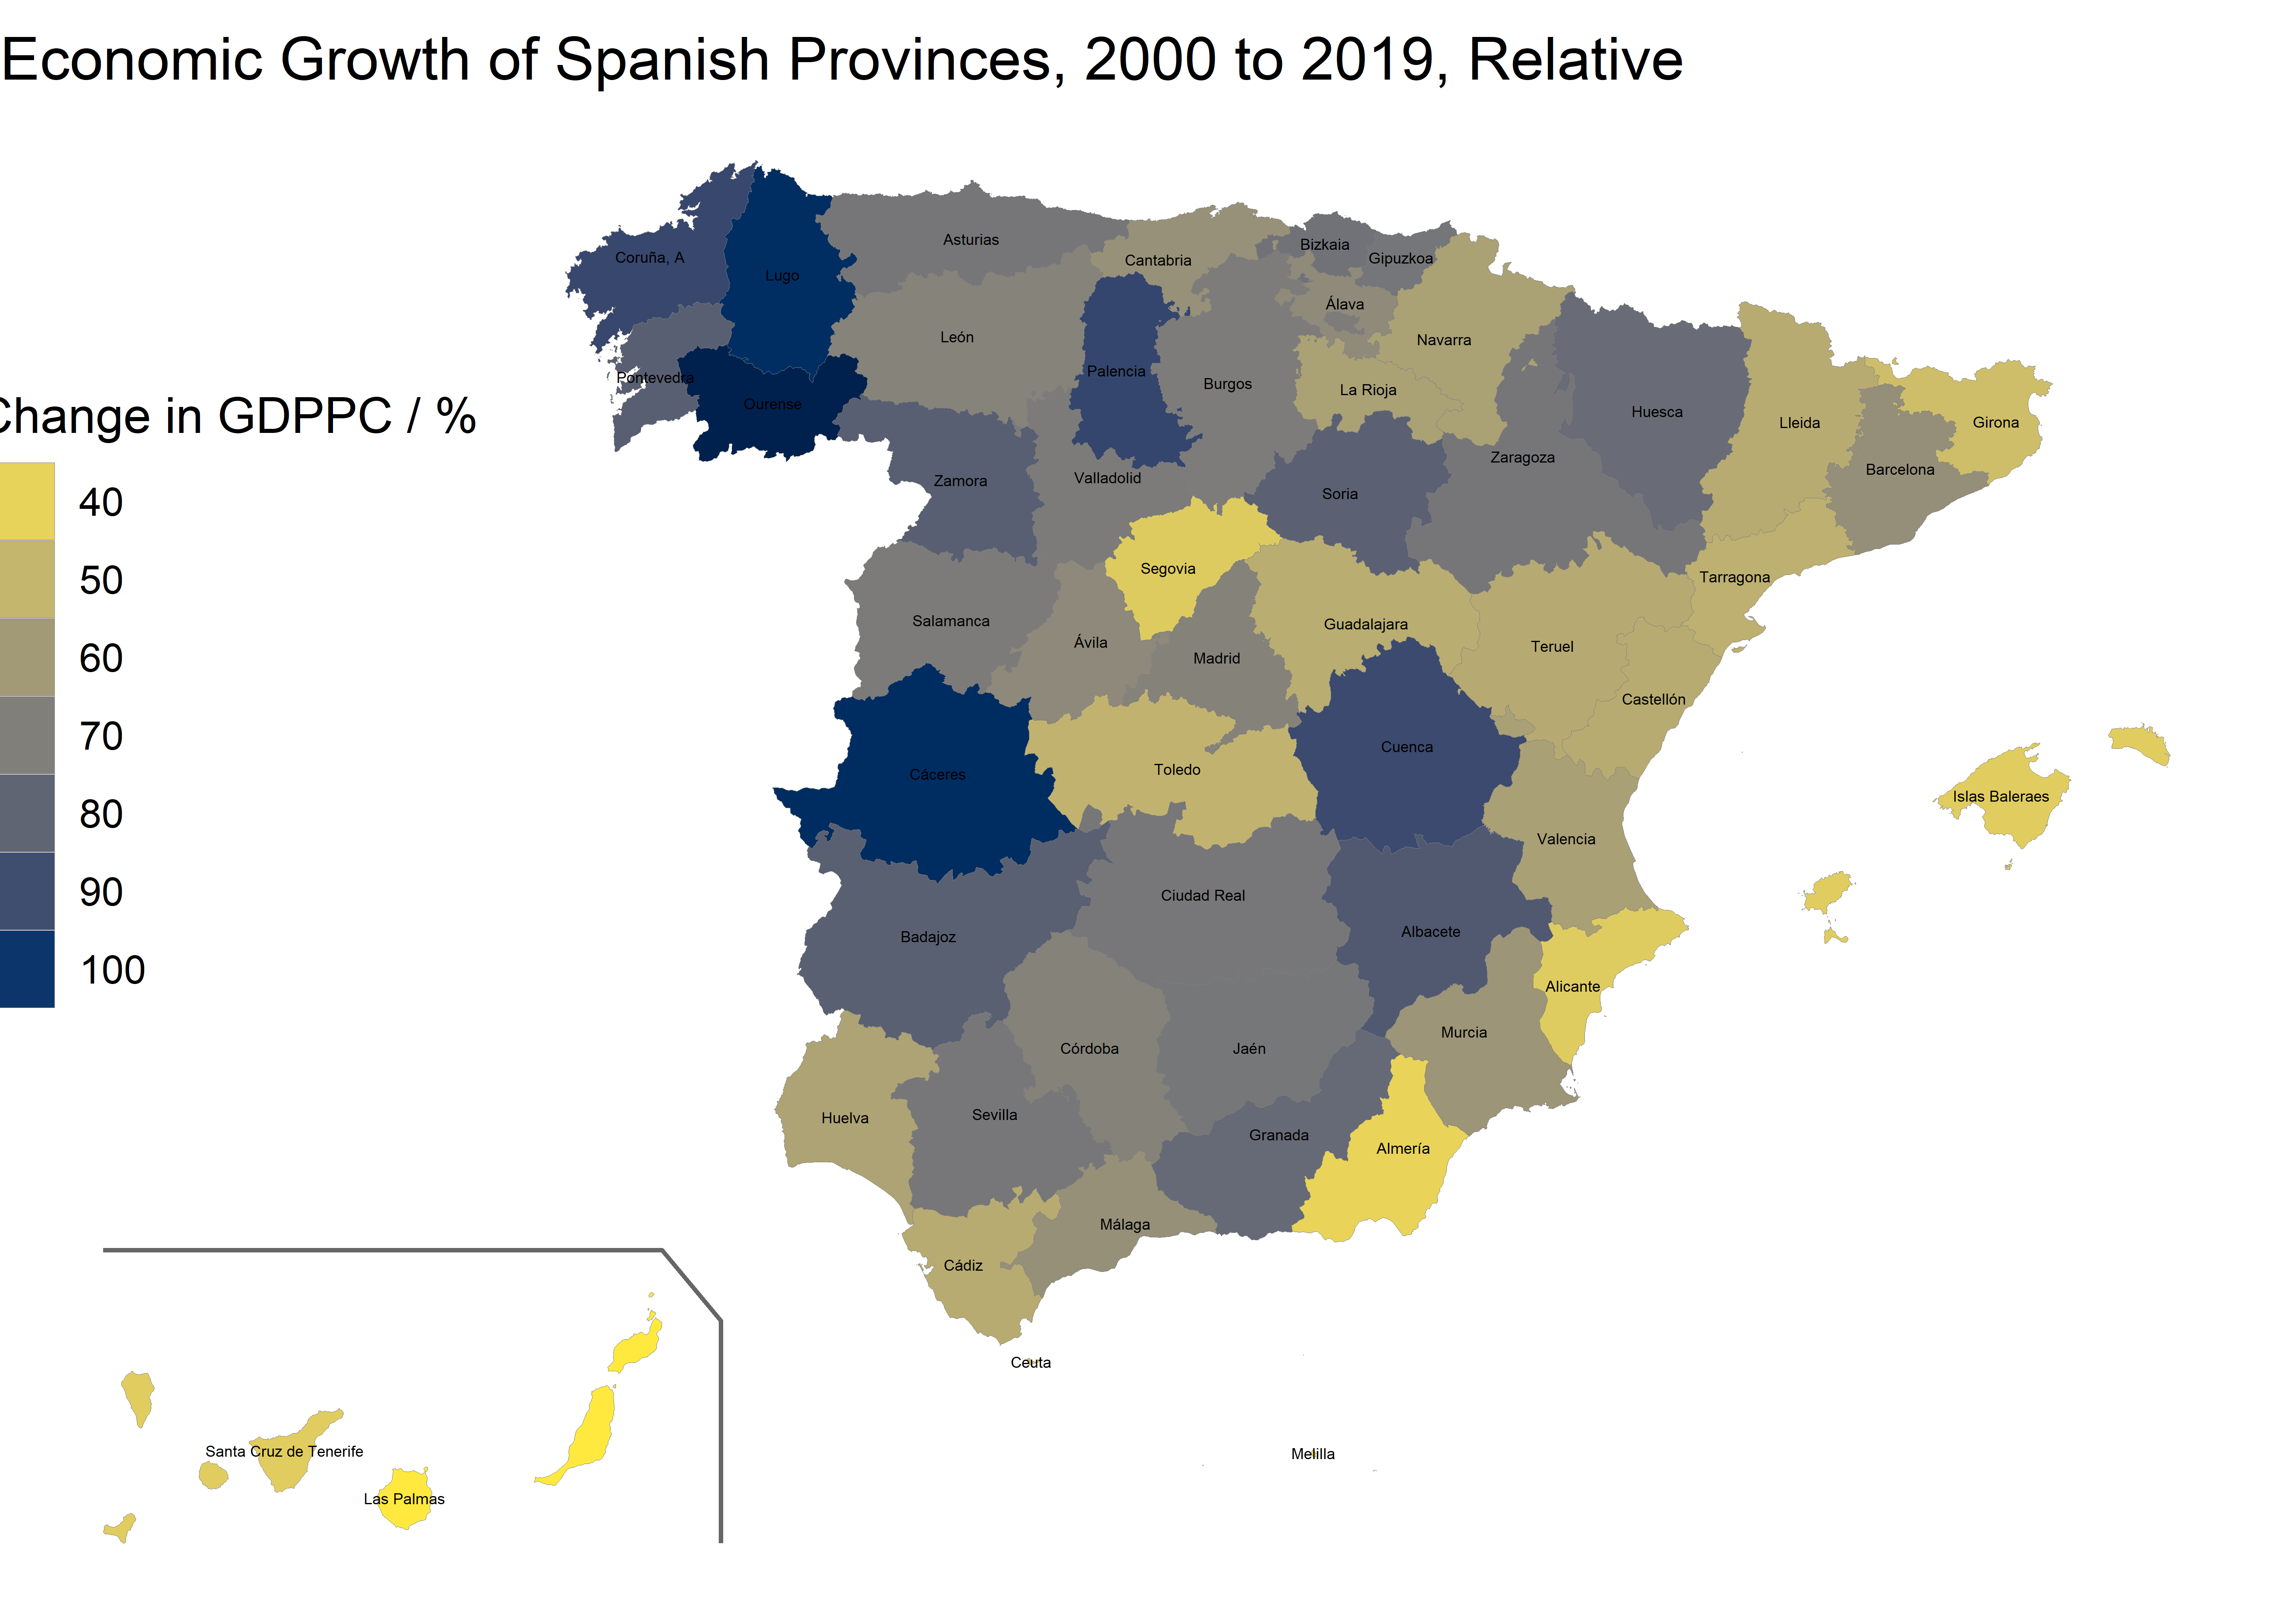 Economic Growth of Spanish Provinces, 2000 to 2019, Relative
Change in GDPPC / %
40
50
60
70
80
90
100
Coruña, A
Lugo
Asturias
Cantabria
Bizkaia
Gipuzkoa
Álava
Navarra
León
Palencia
Burgos
La Rioja
Pontevedra
Ourense
Huesca
Lleida
Girona
Barcelona
Zaragoza
Zamora
Valladolid
Soria
Segovia
Tarragona
Salamanca
Ávila
Madrid
Guadalajara
Teruel
Castellón
Cuenca
Toledo
Cáceres
Islas Baleraes
Valencia
Ciudad Real
Badajoz
Albacete
Alicante
Murcia
Córdoba
Jaén
Huelva
Sevilla
Granada
Almería
Málaga
Cádiz
Ceuta
Melilla
Santa Cruz de Tenerife
Las Palmas